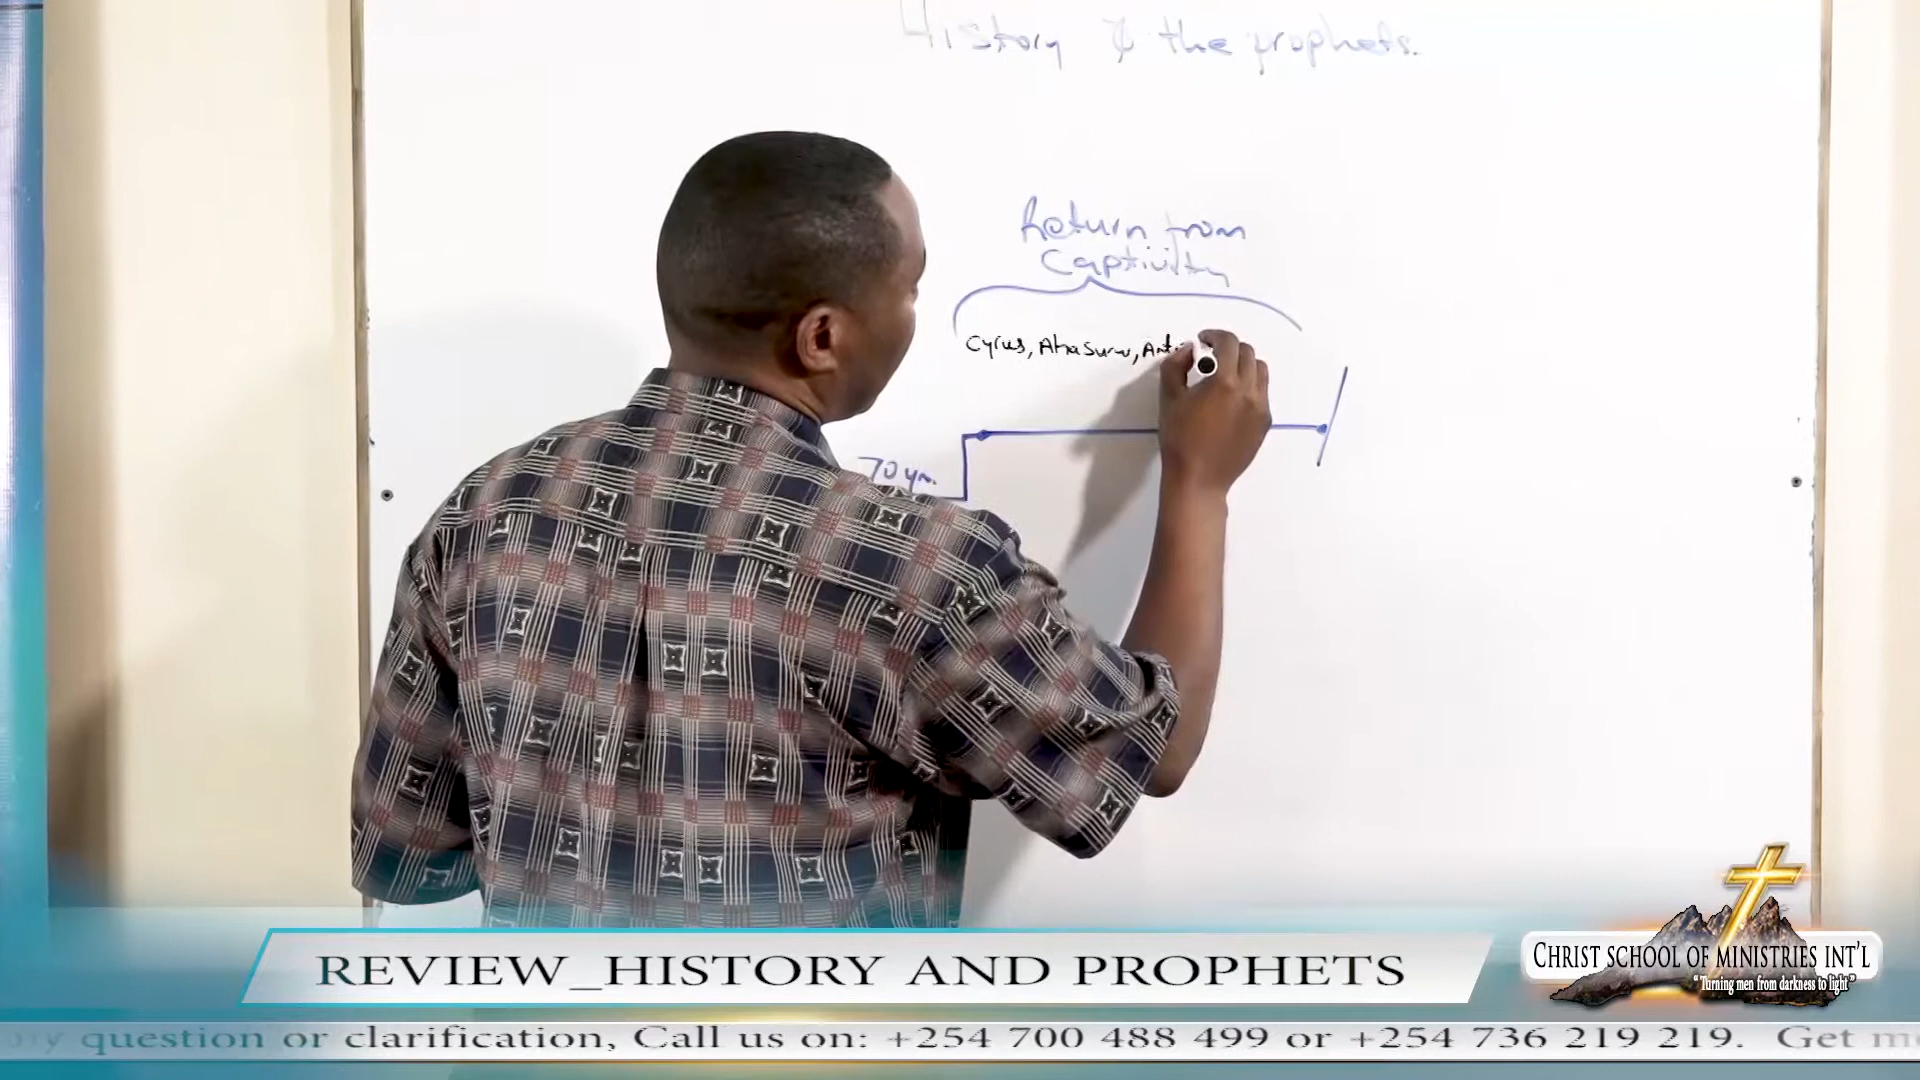 History & the prophets.
Return from
Captivity
Cyrus, Ahasuru,
70 yrs.
REVIEW_HISTORY AND PROPHETS
CHRIST SCHOOL OF MINISTRIES INT'L
"Turning men from darkness to light"
question or clarification, Call us on: +254 700 488 499 or +254 736 219 219. Get